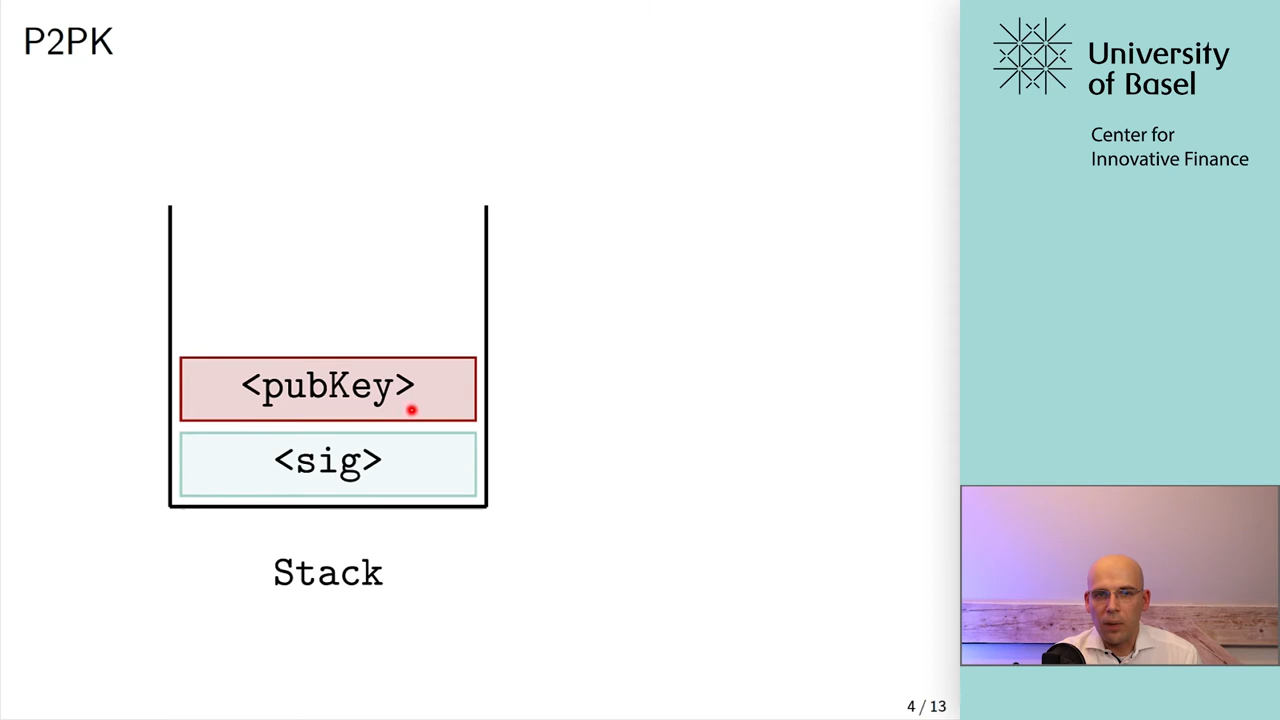 P2PK
<pubKey>
<sig>
Stack
4 / 13
University
of Basel
Center for
Innovative Finance